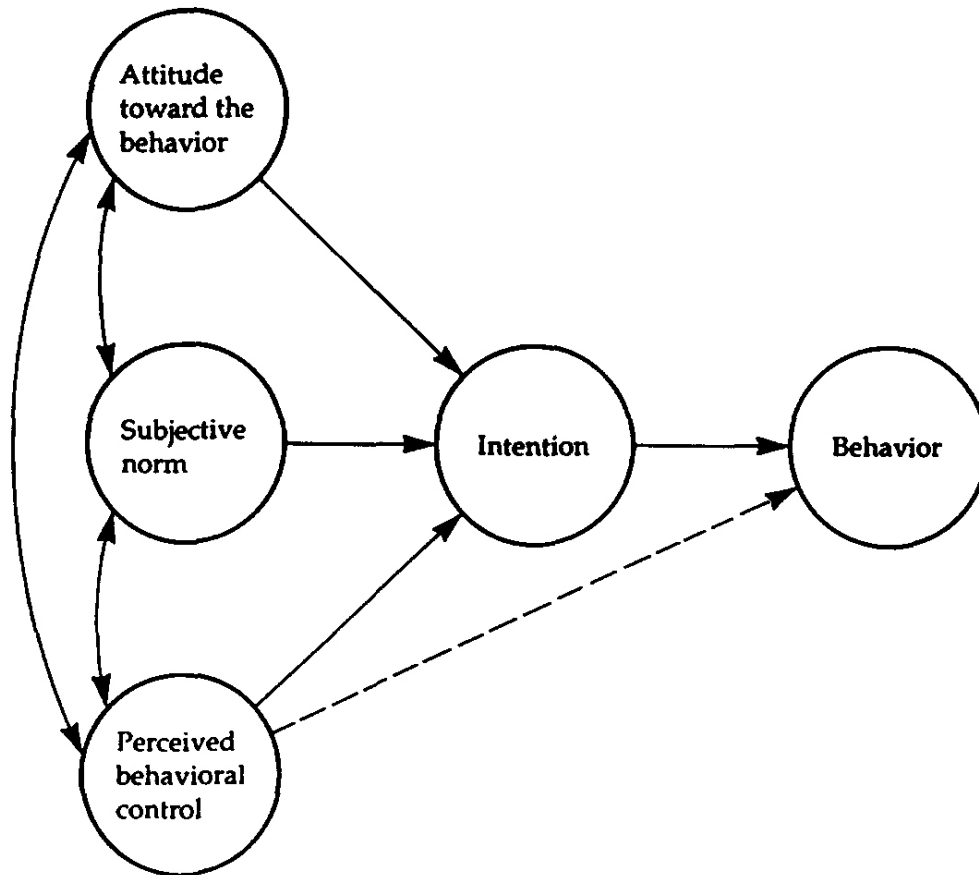 Attitude
toward the
behavior
Subjective
norm
Intention
Behavior
Perceived
behavioral
control